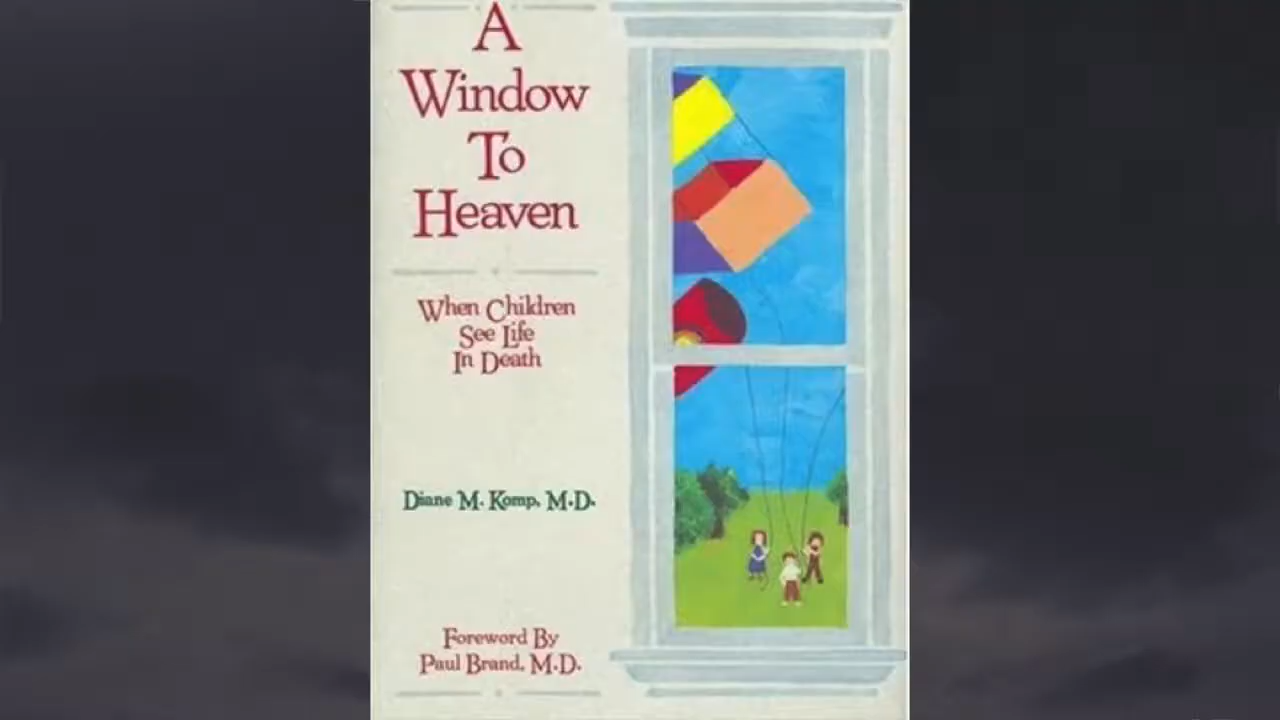 A
Window
To
Heaven
When Children
See Life
In Death
Diane M. Komp, M.D.
Foreword By
Paul Brand, M.D.